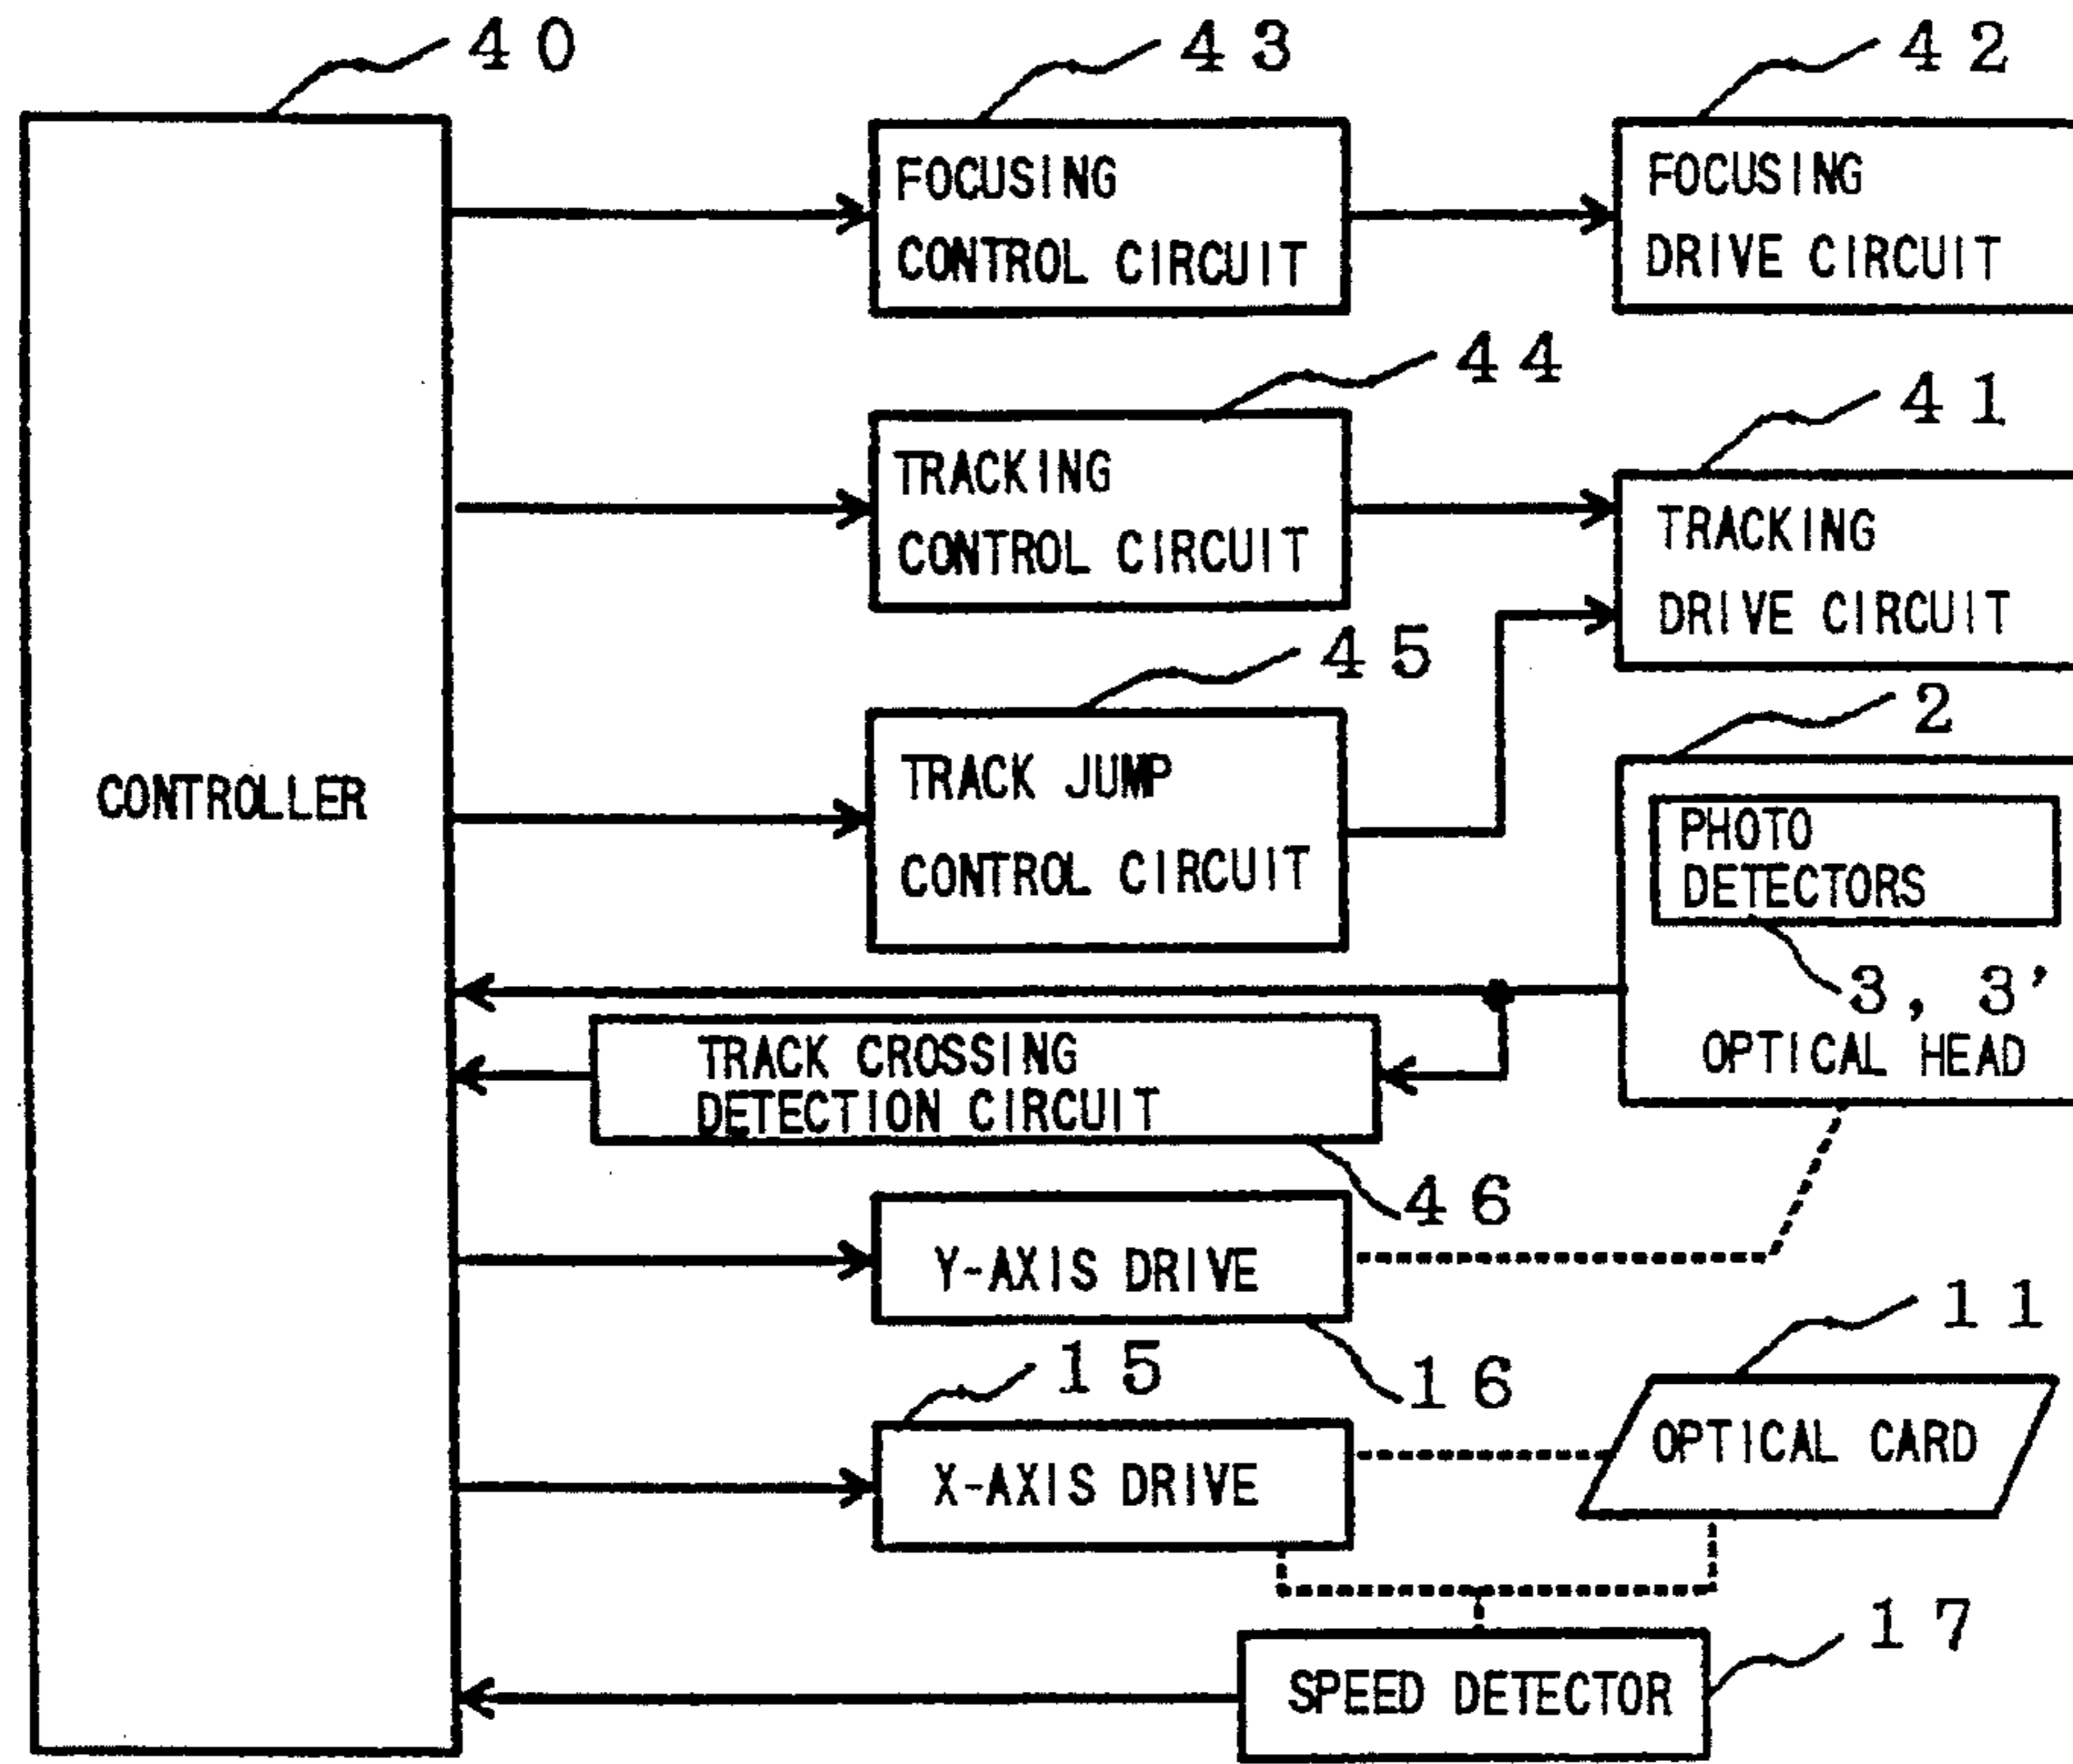 40
43
42
FOCUSING
CONTROL CIRCUIT
FOCUSING
DRIVE CIRCUIT
44
41
TRACKING
CONTROL CIRCUIT
TRACKING
DRIVE CIRCUIT
45
2
CONTROLLER
TRACK JUMP
CONTROL CIRCUIT
PHOTO
DETECTORS
3, 3'
OPTICAL HEAD
TRACK CROSSING
DETECTION CIRCUIT
46
Y-AXIS DRIVE
16
11
15
OPTICAL CARD
X-AXIS DRIVE
17
SPEED DETECTOR